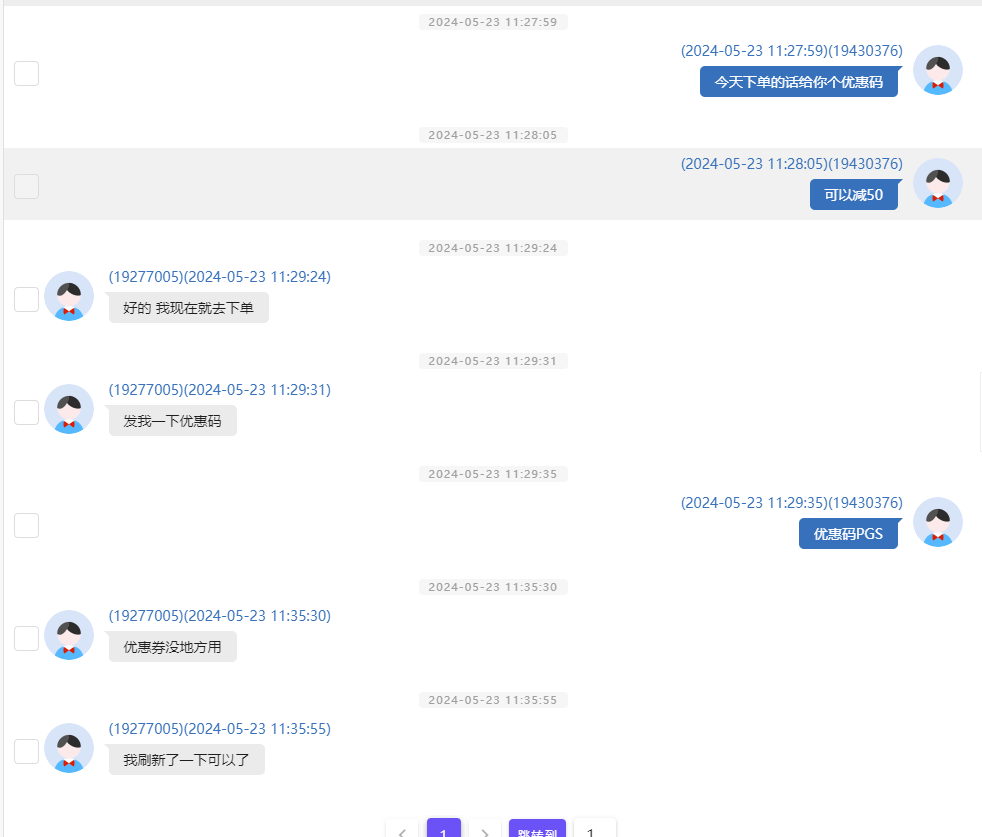 2024-05-23 11:27:59
(2024-05-23 11:27:59)(19430376)
今天下单的话给你个优惠码
2024-05-23 11:28:05
(2024-05-23 11:28:05)(19430376)
可以减50
2024-05-23 11:29:24
(19277005)(2024-05-23 11:29:24)
好的 我现在就去下单
2024-05-23 11:29:31
(19277005)(2024-05-23 11:29:31)
发我一下优惠码
2024-05-23 11:29:35
(2024-05-23 11:29:35)(19430376)
优惠码PGS
2024-05-23 11:35:30
(19277005)(2024-05-23 11:35:30)
优惠券没地方用
2024-05-23 11:35:55
(19277005)(2024-05-23 11:35:55)
我刷新了一下可以了
1 跳转到 1